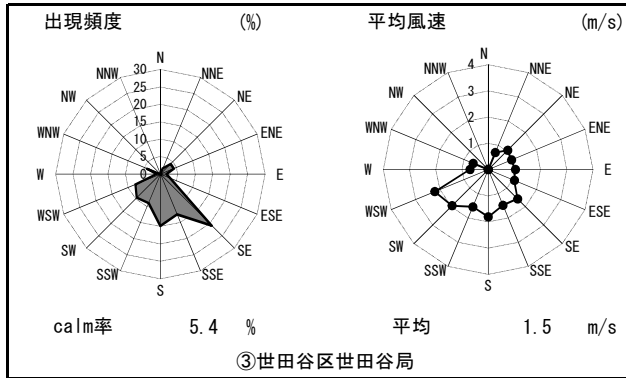 出現頻度 (%)
N
NNE
NE
ENE
E
ESE
SE
SSE
S
SSW
SW
WSW
W
WNW
NW
NNW
30
25
20
15
10
5
0
calm率 5.4 %
平均風速 (m/s)
N
NNE
NE
ENE
E
ESE
SE
SSE
S
SSW
SW
WSW
W
WNW
NW
NNW
4
3
2
1
0
平均 1.5 m/s
③世田谷区世田谷局